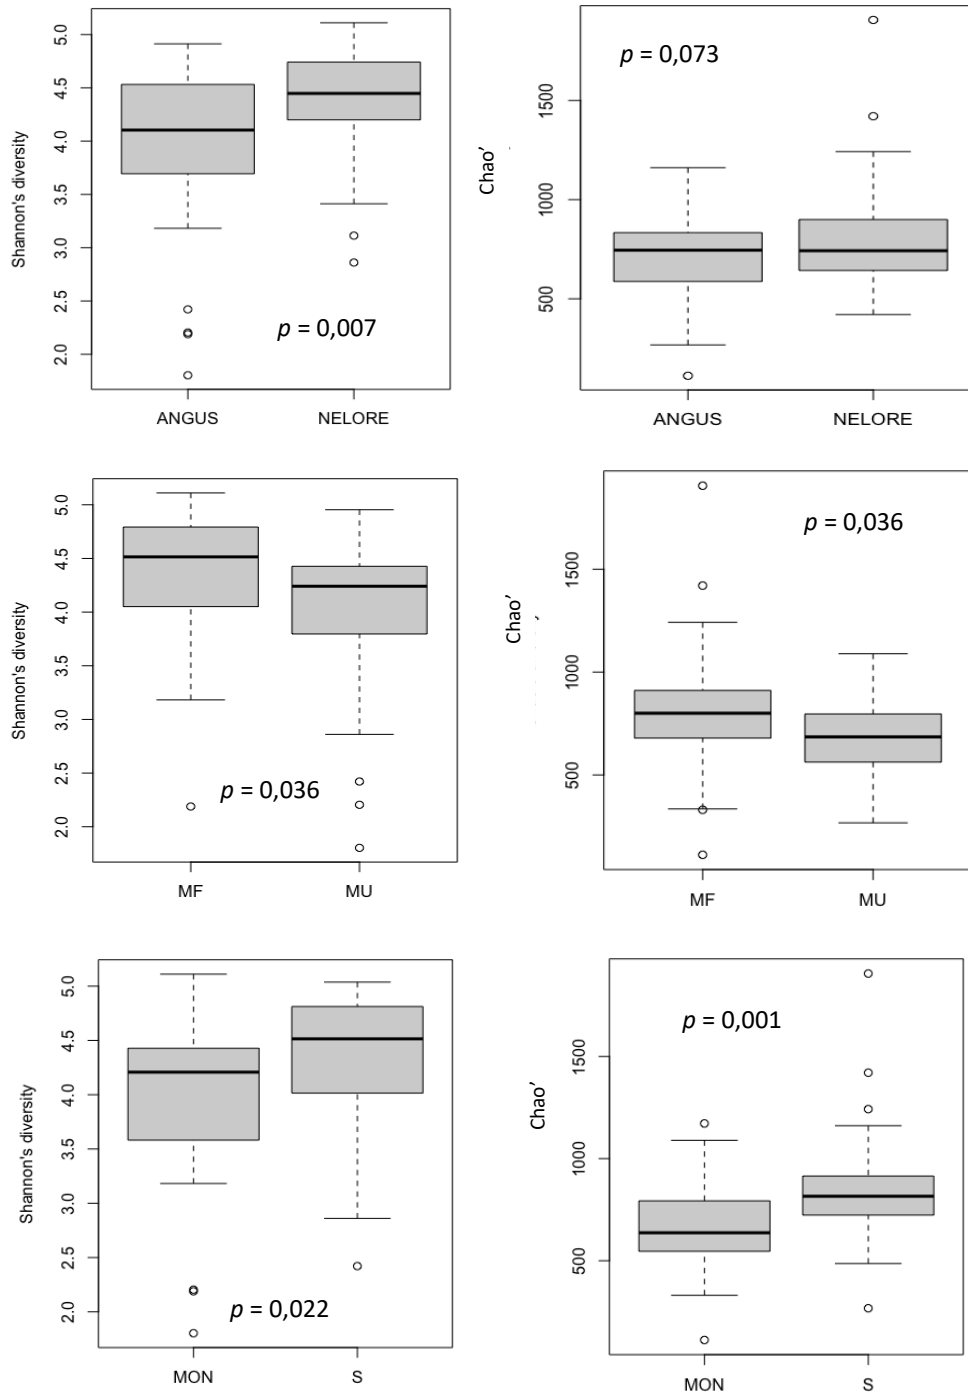 Shannon's diversity
5.0
4.5
4.0
3.5
3.0
2.5
2.0
p = 0,007
ANGUS NELORE
Chao'
1500
1000
500
p = 0,073
ANGUS NELORE
Shannon's diversity
5.0
4.5
4.0
3.5
3.0
2.5
2.0
p = 0,036
MF MU
Chao'
1500
1000
500
p = 0,036
MF MU
Shannon's diversity
5.0
4.5
4.0
3.5
3.0
2.5
2.0
p = 0,022
MON S
Chao'
1500
1000
500
p = 0,001
MON S